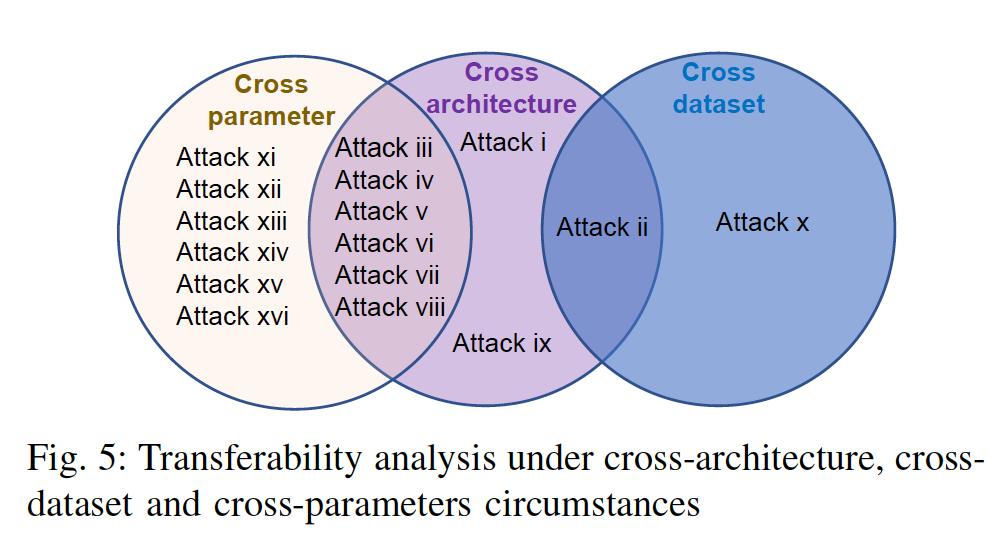 Cross
parameter
Attack xi
Attack xii
Attack xiii
Attack xiv
Attack xv
Attack xvi
Attack iii
Attack iv
Attack v
Attack vi
Attack vii
Attack viii
Cross
architecture
Attack i
Attack ix
Attack ii
Cross
dataset
Attack x
Fig. 5: Transferability analysis under cross-architecture, cross-
dataset and cross-parameters circumstances